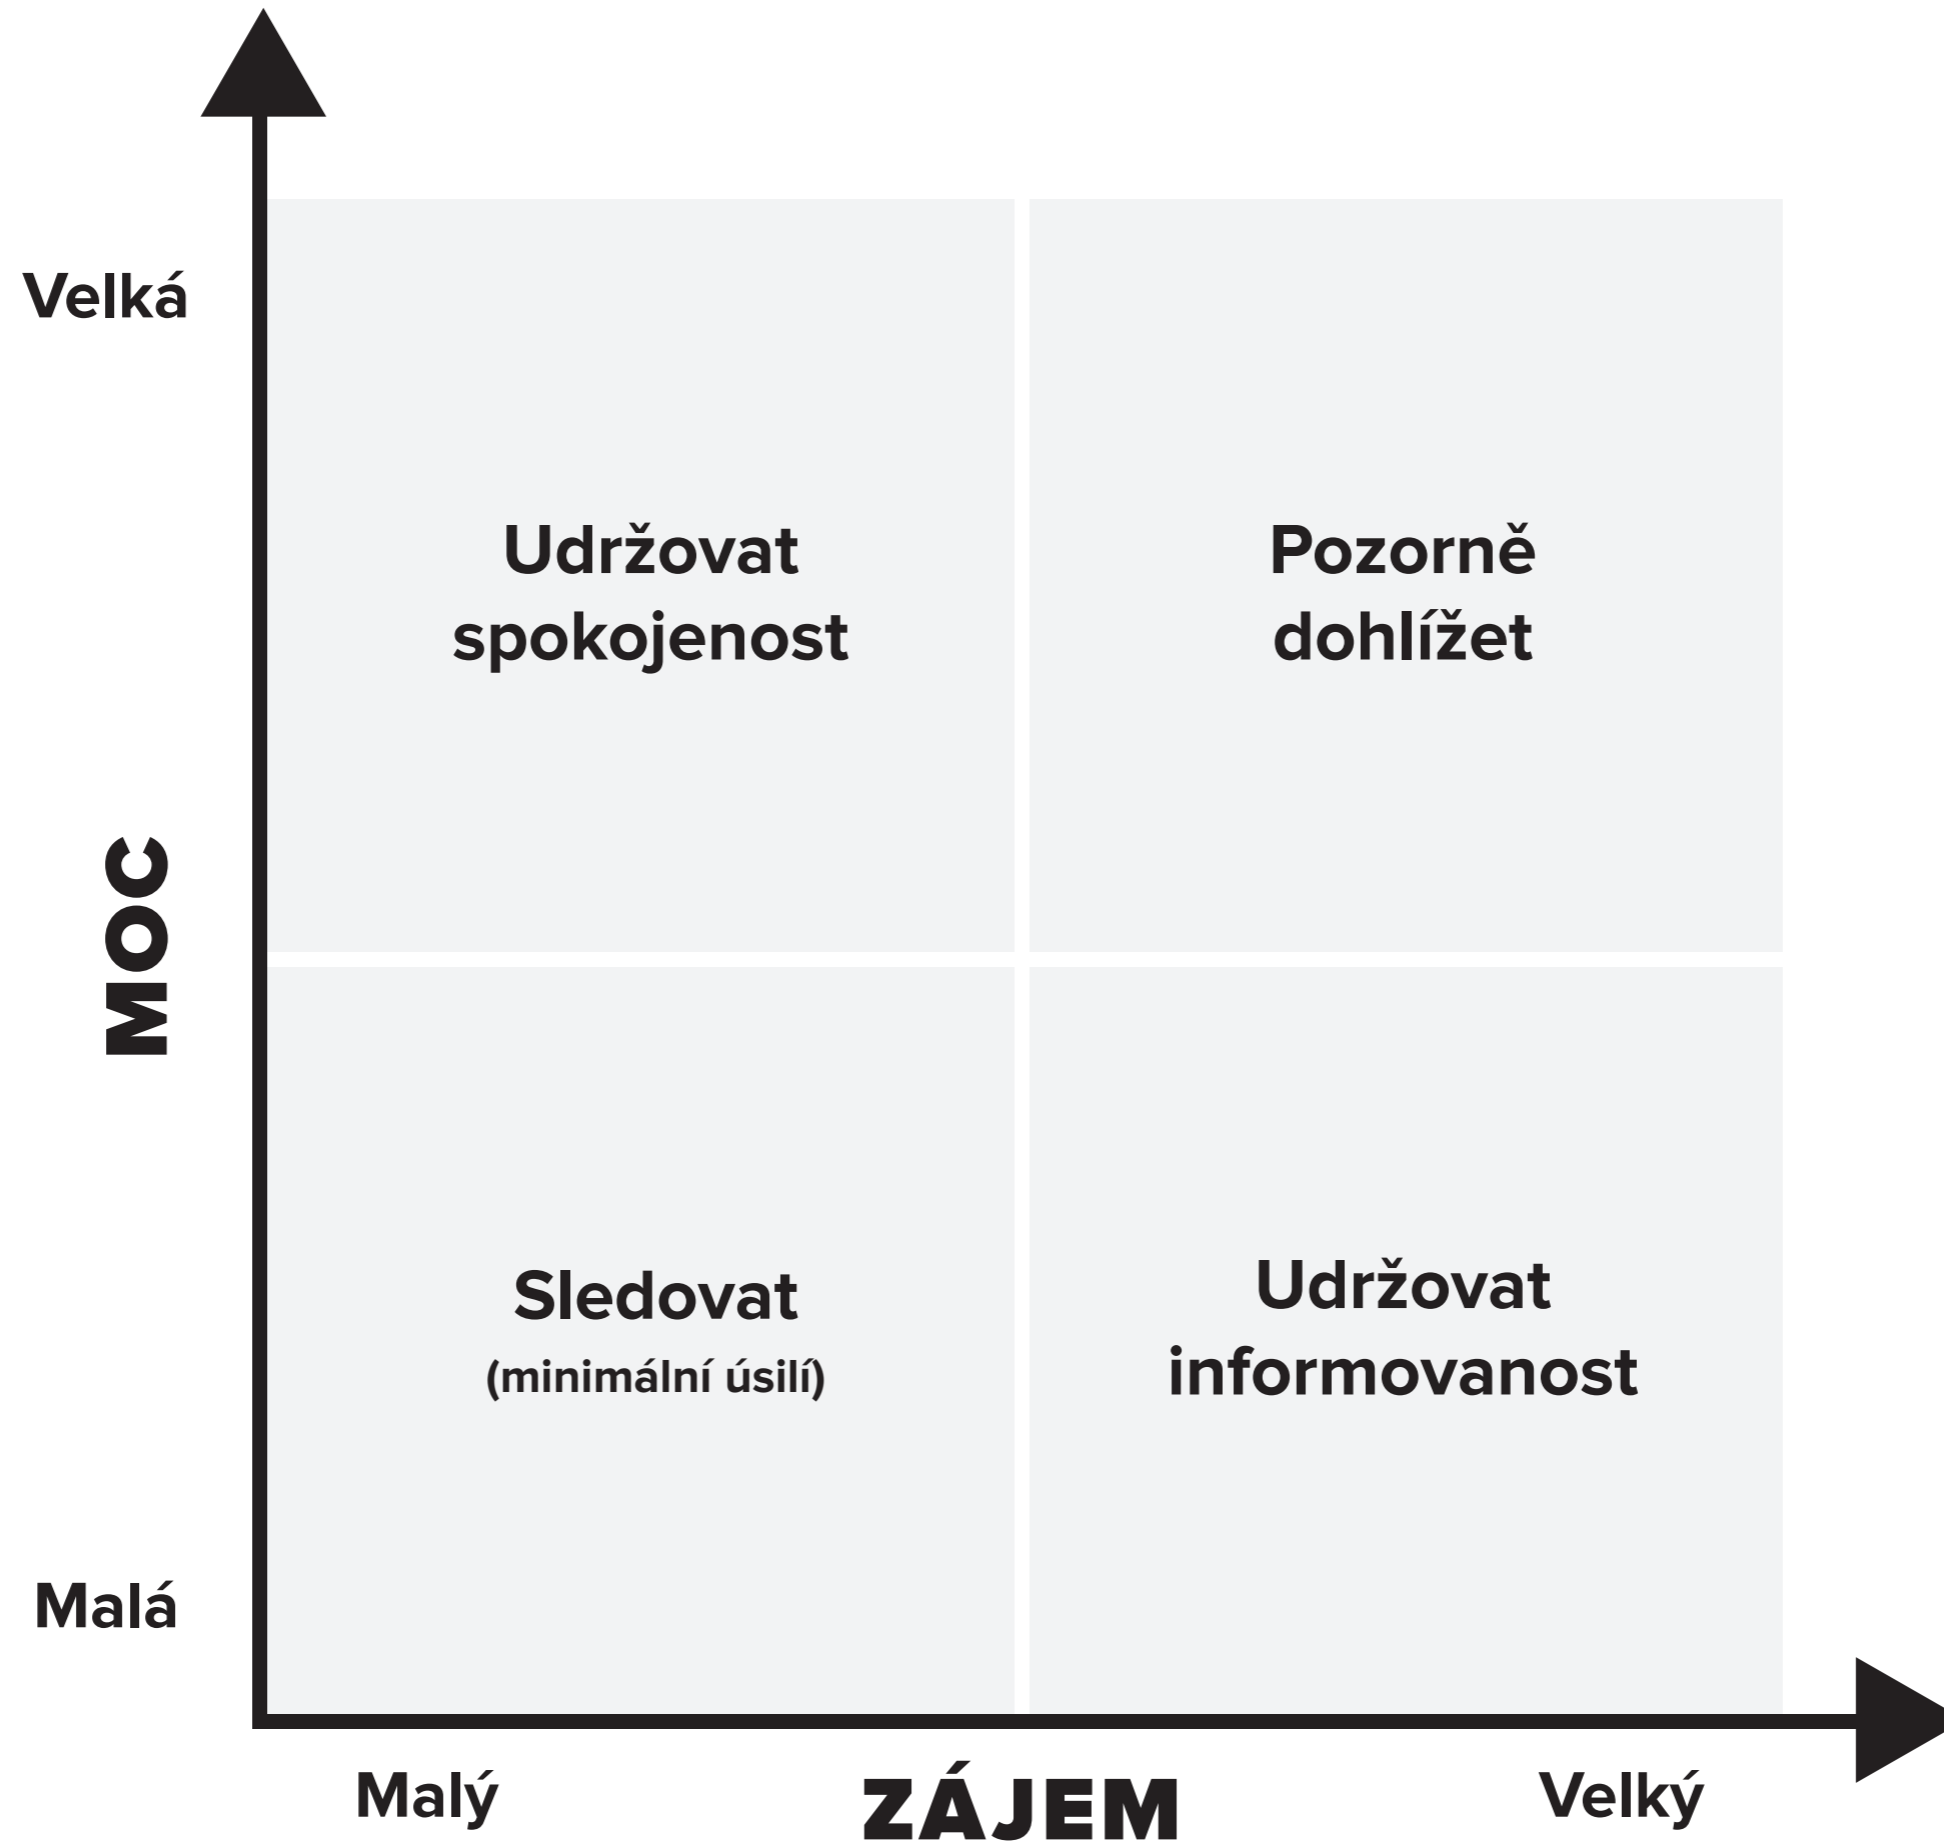 Velká
Udržovat
spokojenost
Pozorně
dohlížet
MOC
Sledovat
(minimální úsilí)
Udržovat
informovanost
Malá
Malý
ZÁJEM
Velký